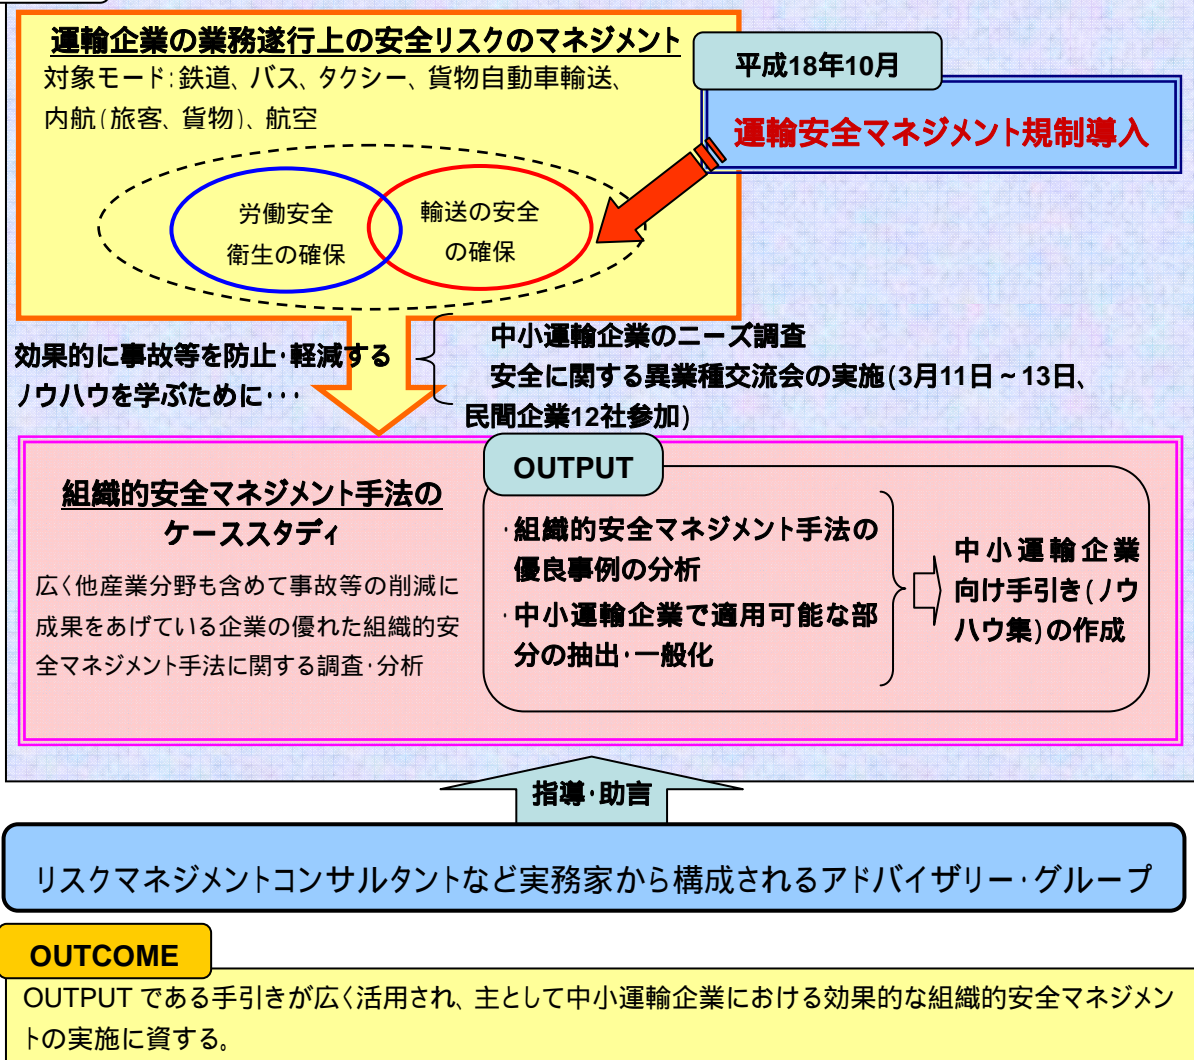 運輸企業の業務遂行上の安全リスクのマネジメント
対象モード:鉄道、バス、タクシー、貨物自動車輸送、
内航(旅客、貨物)、航空
平成18年10月
運輸安全マネジメント規制導入
労働安全
衛生の確保
輸送の安全
の確保
効果的に事故等を防止・軽減する
ノウハウを学ぶために・・・
中小運輸企業のニーズ調査
安全に関する異業種交流会の実施(3月11日~13日、
民間企業12社参加)
組織的安全マネジメント手法の
ケーススタディ
広く他産業分野も含めて事故等の削減に
成果をあげている企業の優れた組織的安
全マネジメント手法に関する調査・分析
OUTPUT
・組織的安全マネジメント手法の
優良事例の分析
・中小運輸企業で適用可能な部
分の抽出・一般化
中小運輸企業
向け手引き(ノウ
ハウ集)の作成
指導・助言
リスクマネジメントコンサルタントなど実務家から構成されるアドバイザリー・グループ
OUTCOME
OUTPUT である手引きが広く活用され、主として中小運輸企業における効果的な組織的安全マネジメン
トの実施に資する。